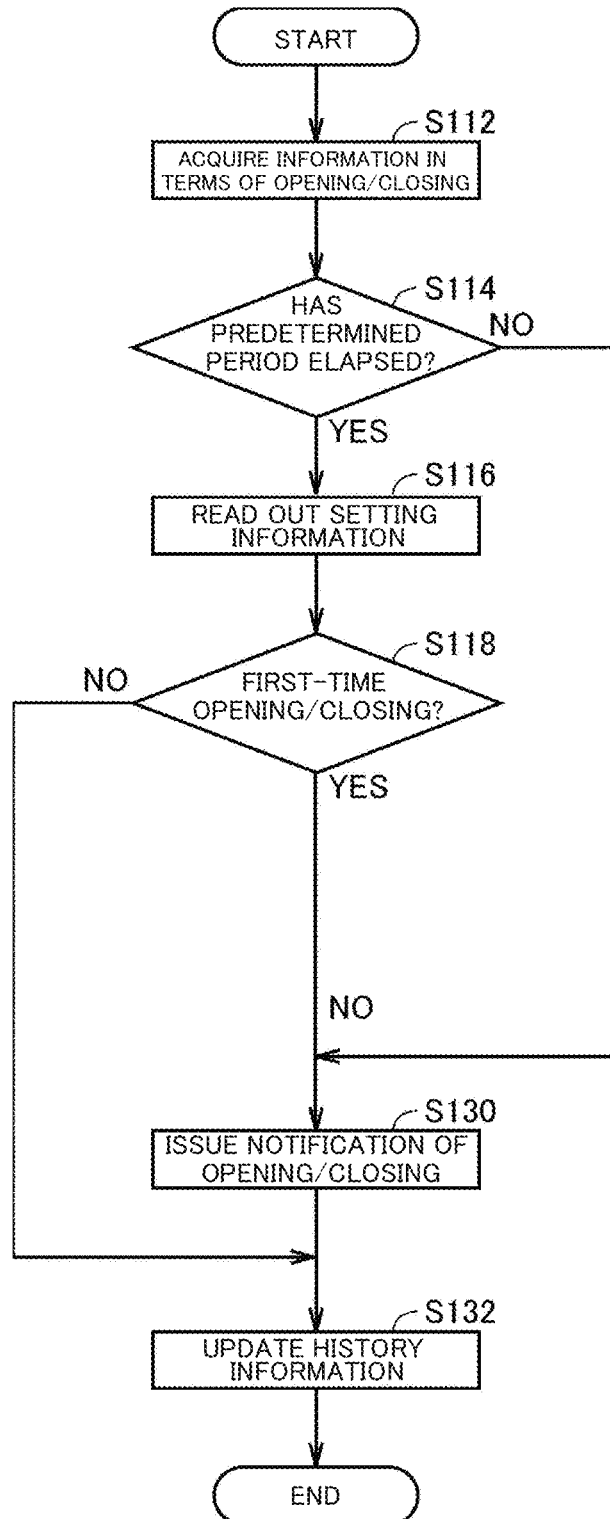 START
S112
ACQUIRE INFORMATION IN
TERMS OF OPENING/CLOSING
S114
HAS
PREDETERMINED
PERIOD ELAPSED?
NO
YES
S116
READ OUT SETTING
INFORMATION
S118
NO
FIRST-TIME
OPENING/CLOSING?
YES
NO
S130
ISSUE NOTIFICATION OF
OPENING/CLOSING
S132
UPDATE HISTORY
INFORMATION
END